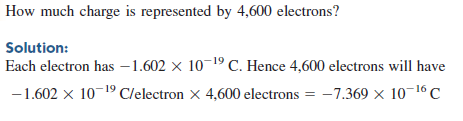 How much charge is represented by 4,600 electrons?
Solution:
Each electron has −1.602 × 10⁻¹⁹ C. Hence 4,600 electrons will have
−1.602 × 10⁻¹⁹ C/electron × 4,600 electrons = −7.369 × 10⁻¹⁶ C